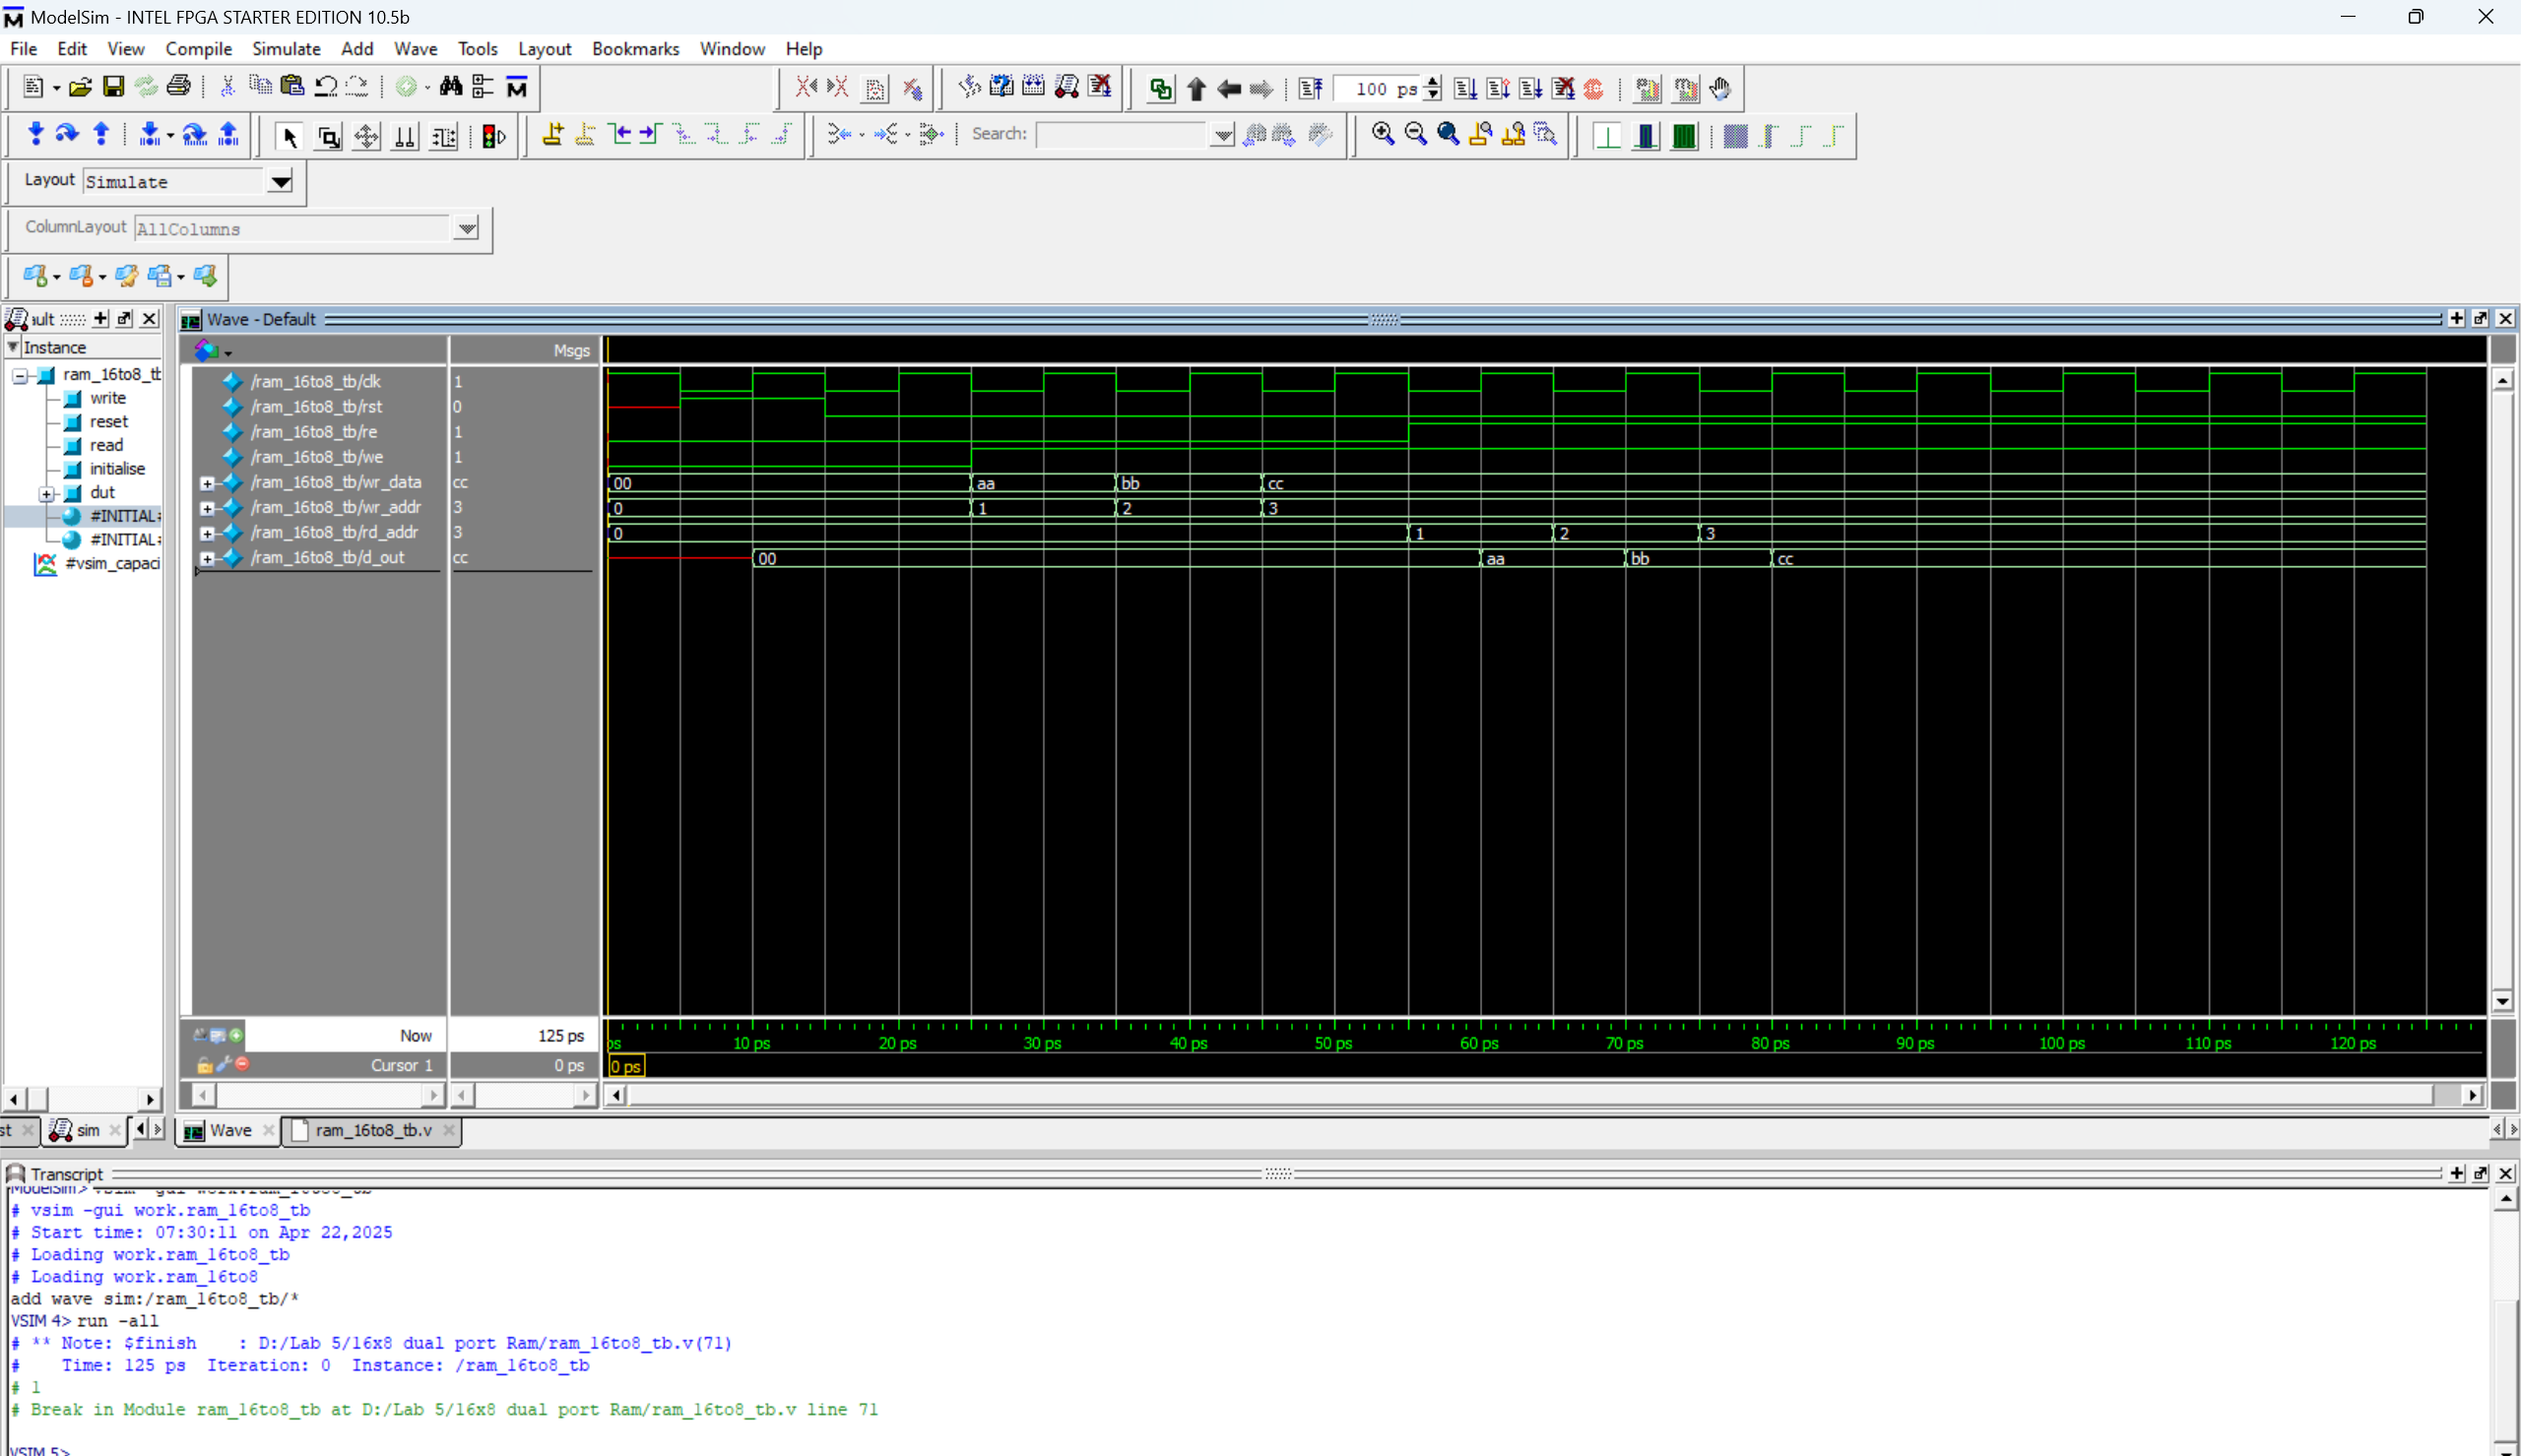 ModelSim - INTEL FPGA STARTER EDITION 10.5b
File Edit View Compile Simulate Add Wave Tools Layout Bookmarks Window Help
100 ps
Search:
Layout Simulate
ColumnLayout AllColumns
ault
Wave - Default
Instance
Msgs
ram_16to8_tb
write
reset
read
initialise
dut
#INITIAL#
#INITIAL#
#vsim_capaci
/ram_16to8_tb/clk 1
/ram_16to8_tb/rst 0
/ram_16to8_tb/re 1
/ram_16to8_tb/we 1
/ram_16to8_tb/wr_data cc 00 aa bb cc
/ram_16to8_tb/wr_addr 3 0 1 2 3
/ram_16to8_tb/rd_addr 3 0 1 2 3
/ram_16to8_tb/d_out cc 00 aa bb cc
Now 125 ps ps 10 ps 20 ps 30 ps 40 ps 50 ps 60 ps 70 ps 80 ps 90 ps 100 ps 110 ps 120 ps
Cursor 1 0 ps 0 ps
st sim Wave ram_16to8_tb.v
Transcript
ModelSim> vsim -gui work.ram_16to8_tb
# vsim -gui work.ram_16to8_tb
# Start time: 07:30:11 on Apr 22,2025
# Loading work.ram_16to8_tb
# Loading work.ram_16to8
add wave sim:/ram_16to8_tb/*
VSIM 4> run -all
# ** Note: $finish    : D:/Lab 5/16x8 dual port Ram/ram_16to8_tb.v(71)
#    Time: 125 ps  Iteration: 0  Instance: /ram_16to8_tb
# 1
# Break in Module ram_16to8_tb at D:/Lab 5/16x8 dual port Ram/ram_16to8_tb.v line 71
VSIM 5>